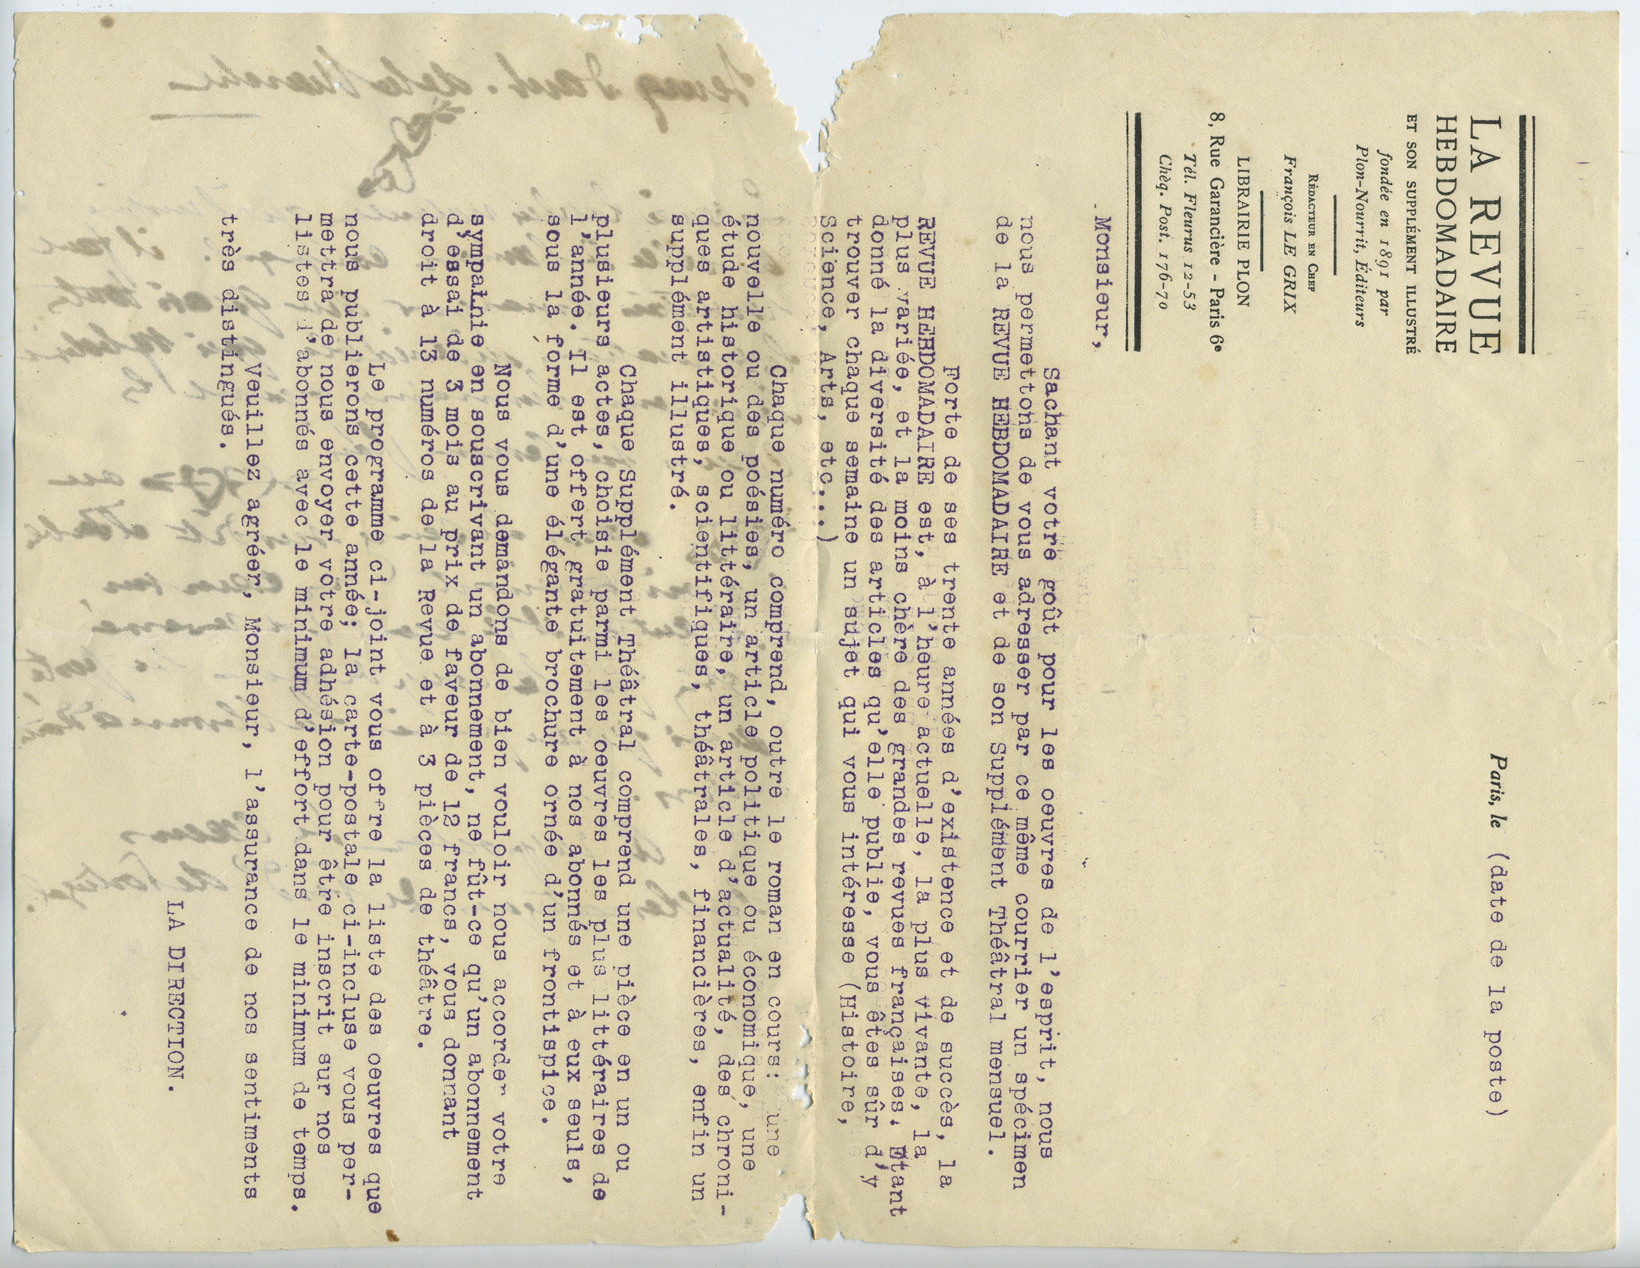 LA REVUE
HEBDOMADAIRE
ET SON SUPPLÉMENT ILLUSTRÉ
fondée en 1891 par
Plon-Nourrit, Éditeurs
RÉDACTEUR EN CHEF
François LE GRIX
LIBRAIRIE PLON
8, Rue Garancière - Paris 6e
Tél. Fleurus 12-53
Chèq. Post. 176-70
Paris, le (date de la poste)
Monsieur,
Sachant votre goût pour les oeuvres de l'esprit, nous
nous permettons de vous adresser par ce même courrier un spécimen
de la REVUE HEBDOMADAIRE et de son Supplément Théâtral mensuel.
Forte de ses trente années d'existence et de succès, la
REVUE HEBDOMADAIRE est, à l'heure actuelle, la plus vivante, la
plus variée, et la moins chère des grandes revues françaises. Etant
donné la diversité des articles qu'elle publie, vous êtes sûr d'y
trouver chaque semaine un sujet qui vous intéresse (Histoire,
Science, Arts, etc...)
Chaque numéro comprend, outre le roman en cours: une
nouvelle ou des poésies, un article politique ou économique, une
étude historique ou littéraire, un article d'actualité, des chroni-
ques artistiques, scientifiques, théâtrales, financières, enfin un
supplément illustré.
Chaque Supplément Théâtral comprend une pièce en un ou
plusieurs actes, choisie parmi les oeuvres les plus littéraires de
l'année. Il est offert gratuitement à nos abonnés et à eux seuls,
sous la forme d'une élégante brochure ornée d'un frontispice.
Nous vous demandons de bien vouloir nous accorder votre
sympathie en souscrivant un abonnement, ne fût-ce qu'un abonnement
d'essai de 3 mois au prix de faveur de 12 francs, vous donnant
droit à 13 numéros de la Revue et à 3 pièces de théâtre.
Le programme ci-joint vous offre la liste des oeuvres que
nous publierons cette année; la carte-postale ci-incluse vous per-
mettra de nous envoyer votre adhésion pour être inscrit sur nos
listes d'abonnés avec le minimum d'effort dans le minimum de temps.
Veuillez agréer, Monsieur, l'assurance de nos sentiments
très distingués.
LA DIRECTION.